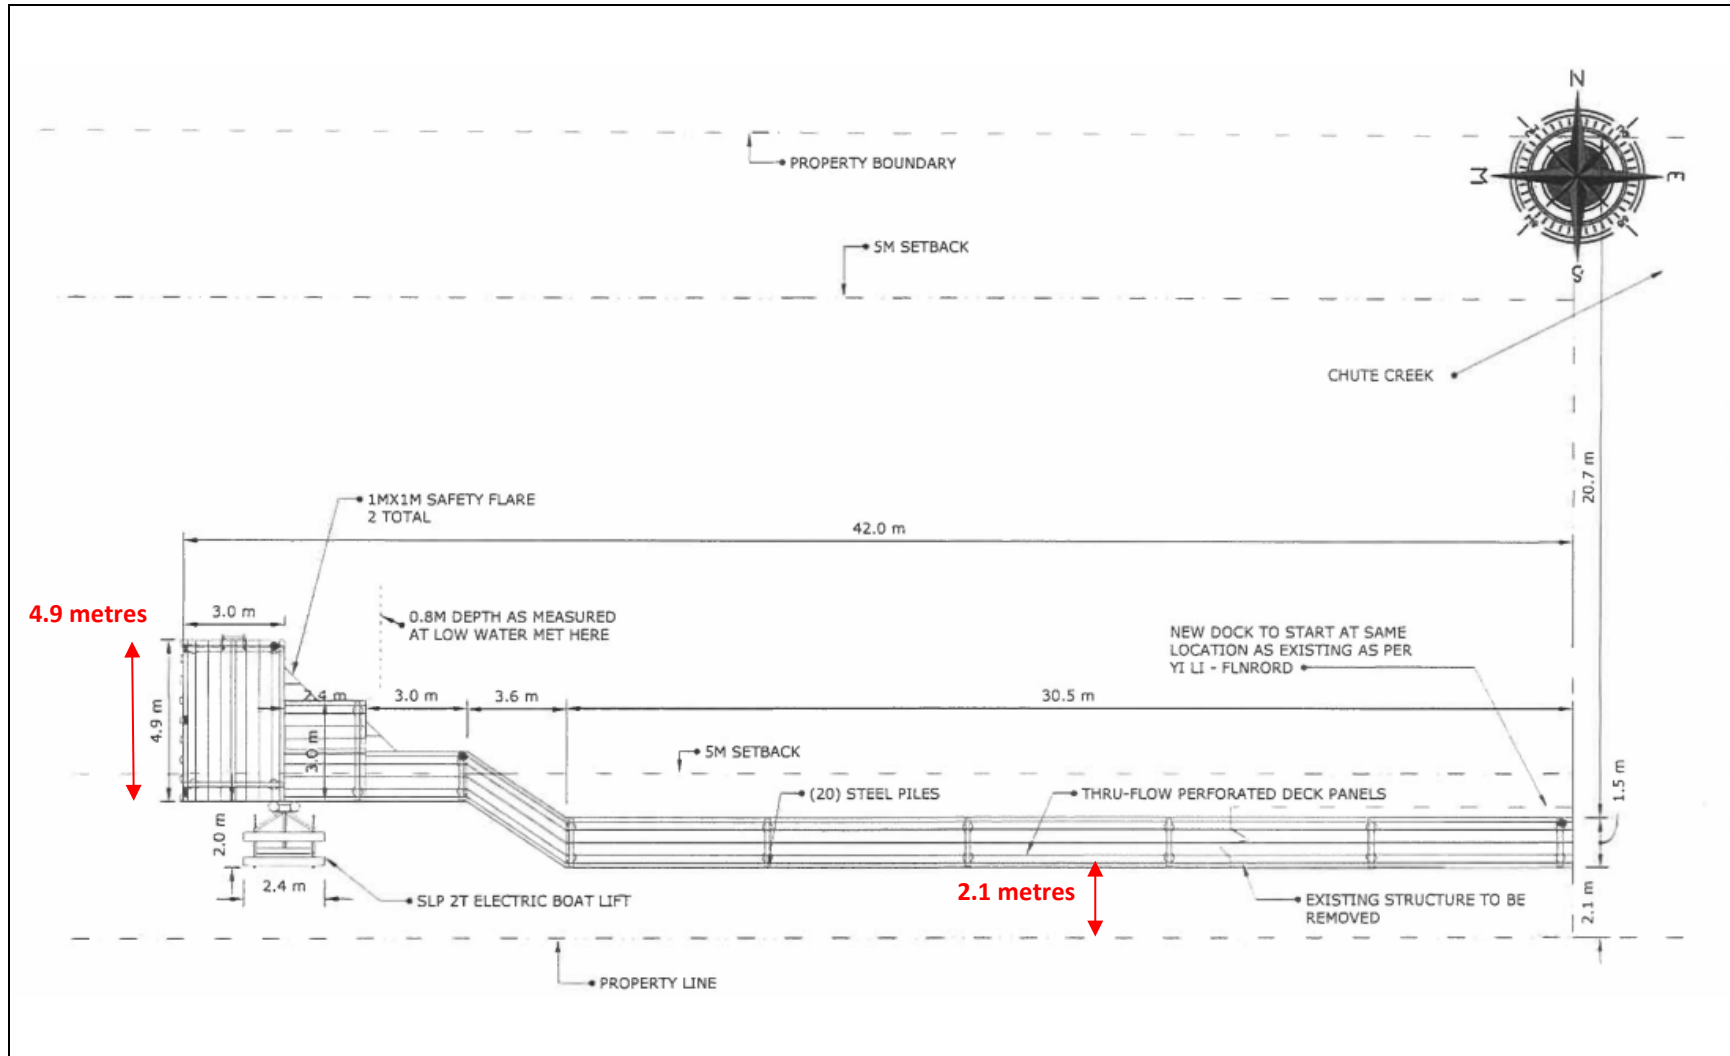 N
W
E
S
PROPERTY BOUNDARY
5M SETBACK
CHUTE CREEK
20.7 m
1MX1M SAFETY FLARE
2 TOTAL
42.0 m
4.9 metres
3.0 m
0.8M DEPTH AS MEASURED
AT LOW WATER MET HERE
NEW DOCK TO START AT SAME
LOCATION AS EXISTING AS PER
YI LI - FLNRORD
2.4 m
3.0 m
3.6 m
30.5 m
4.9 m
3.0 m
5M SETBACK
1.5 m
(20) STEEL PILES
THRU-FLOW PERFORATED DECK PANELS
2.0 m
2.4 m
SLP 2T ELECTRIC BOAT LIFT
2.1 metres
EXISTING STRUCTURE TO BE
REMOVED
2.1 m
PROPERTY LINE